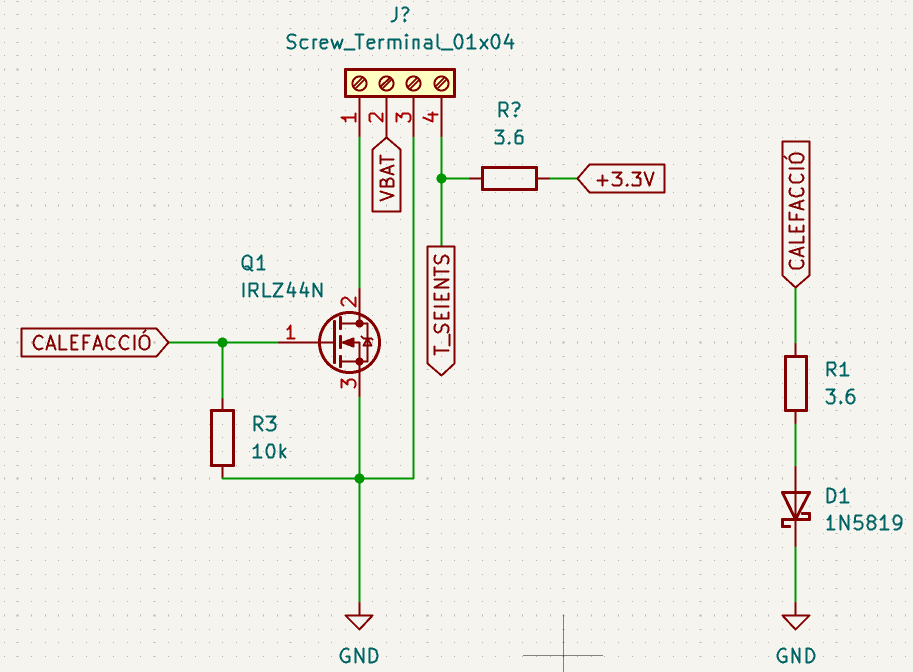 J?
Screw_Terminal_01x04
1
2
3
4
R?
3.6
+3.3V
VBAT
CALEFACCIÓ
T_SEIENTS
Q1
IRLZ44N
2
1
3
CALEFACCIÓ
R1
3.6
R3
10k
D1
1N5819
GND
GND